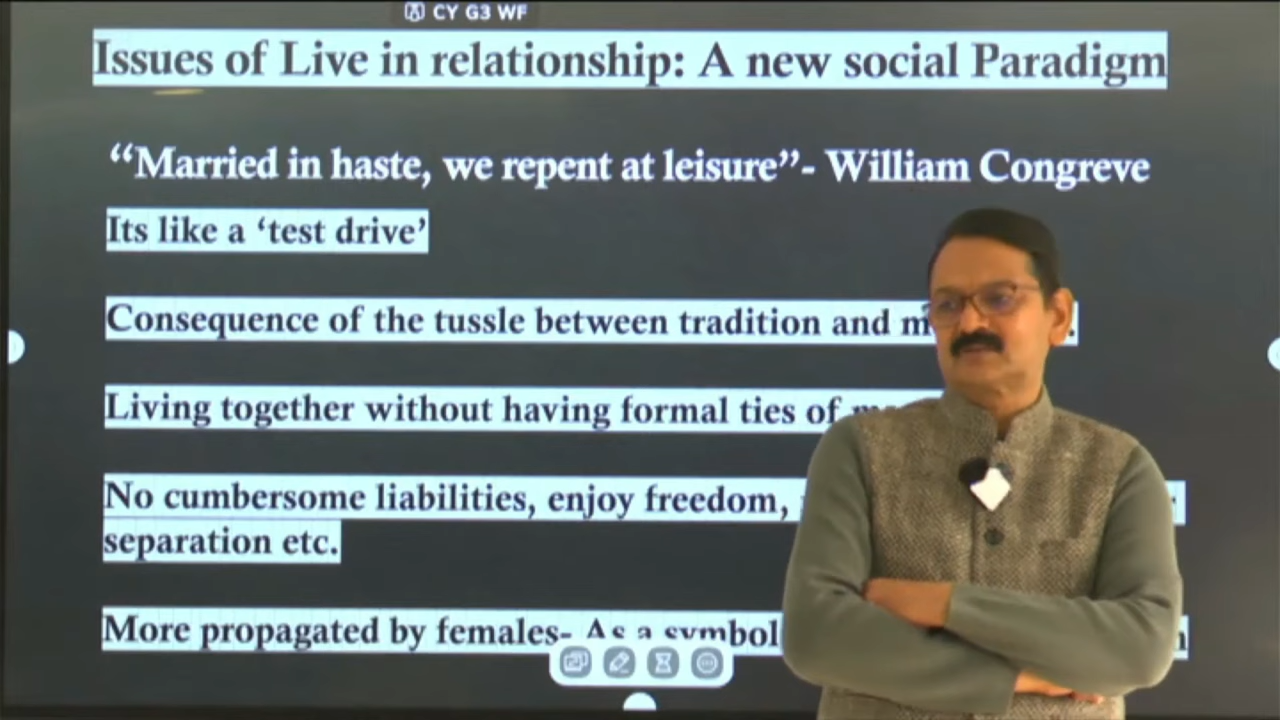 CY G3 WF
Issues of Live in relationship: A new social Paradigm
“Married in haste, we repent at leisure”- William Congreve
Its like a ‘test drive’
Consequence of the tussle between tradition and
Living together without having formal ties of
No cumbersome liabilities, enjoy freedom,
separation etc.
More propagated by females- As a symbol